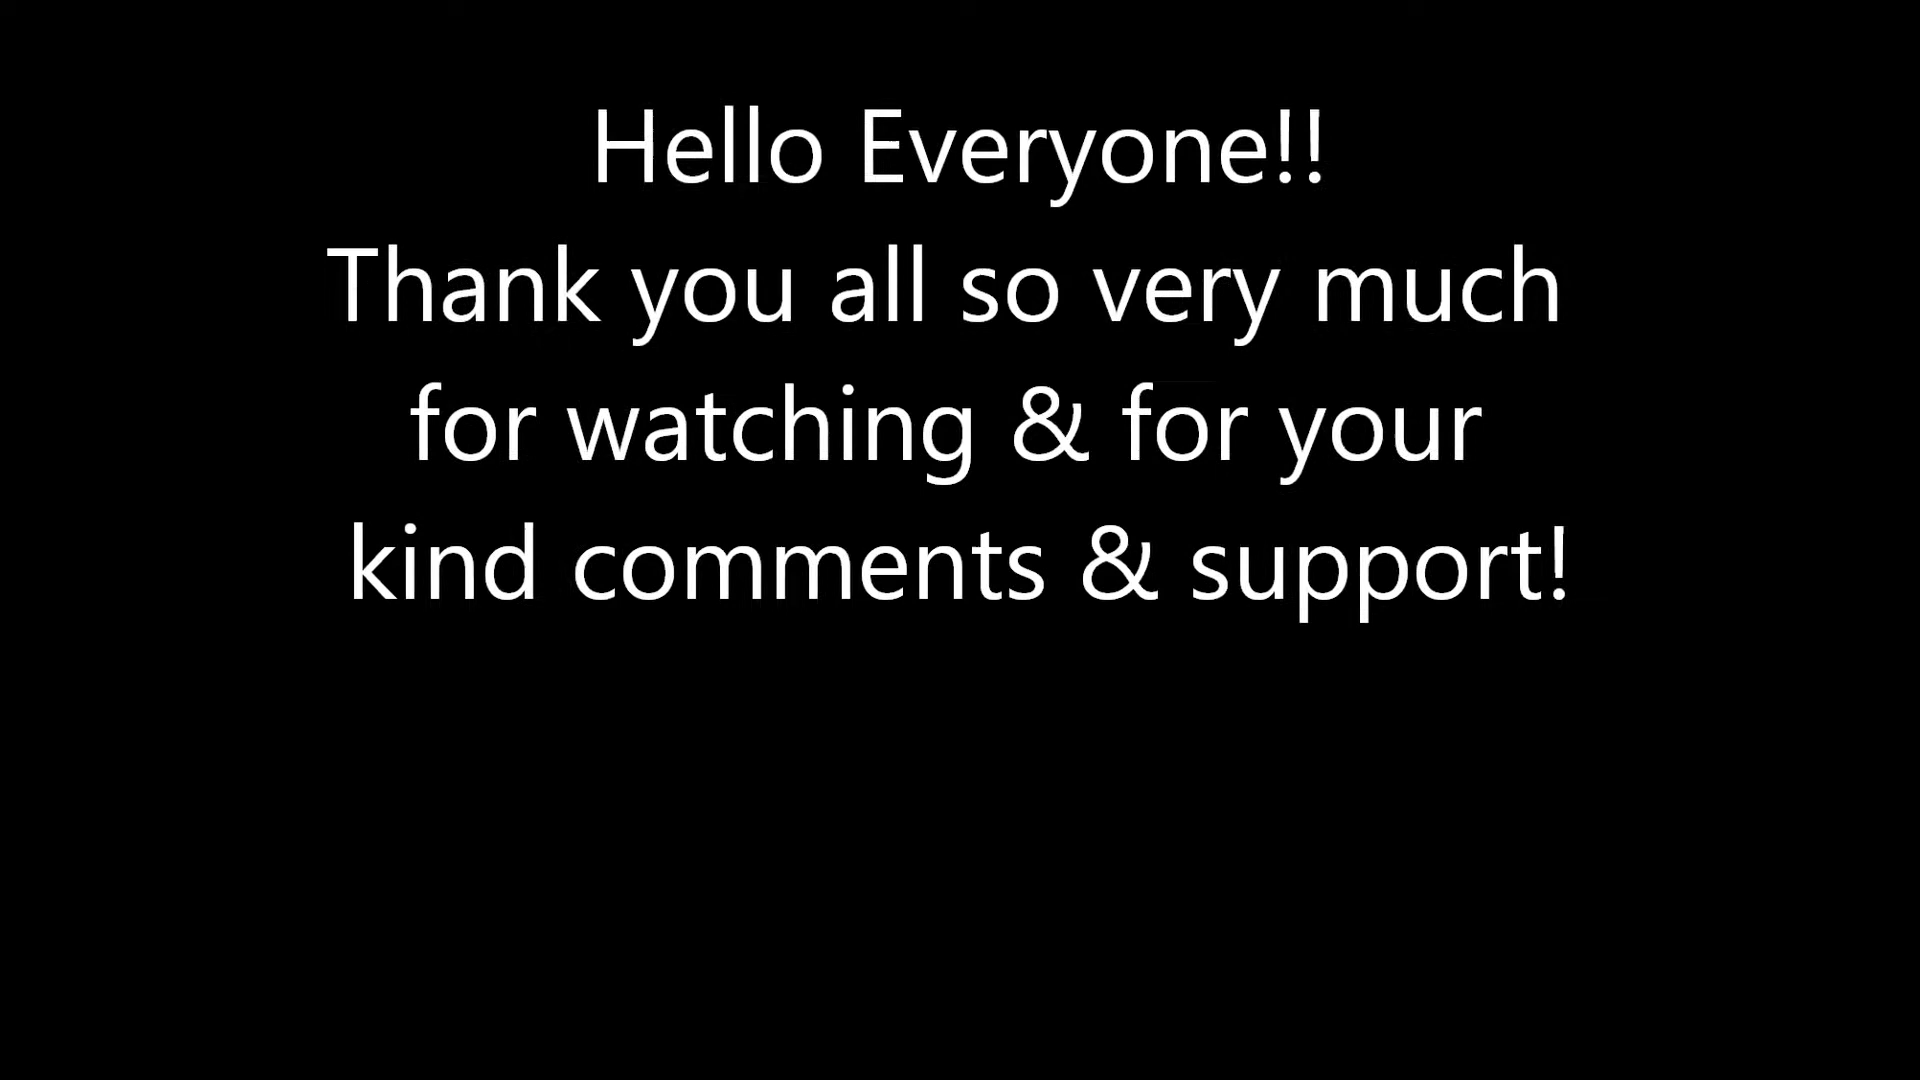 Hello Everyone!!
Thank you all so very much
for watching & for your
kind comments & support!